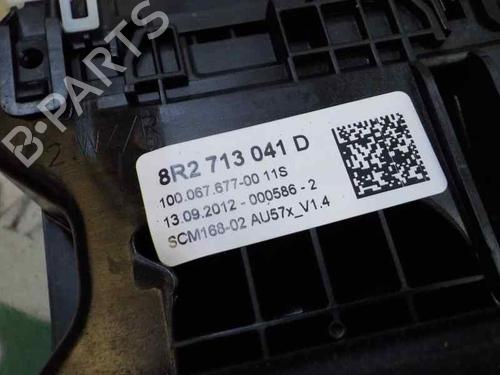 B-PARTS
8R2 713 041 D
100.067.677-00 11S
13.09.2012 - 000586 - 2
SCM168-02 AU57x_V1.4